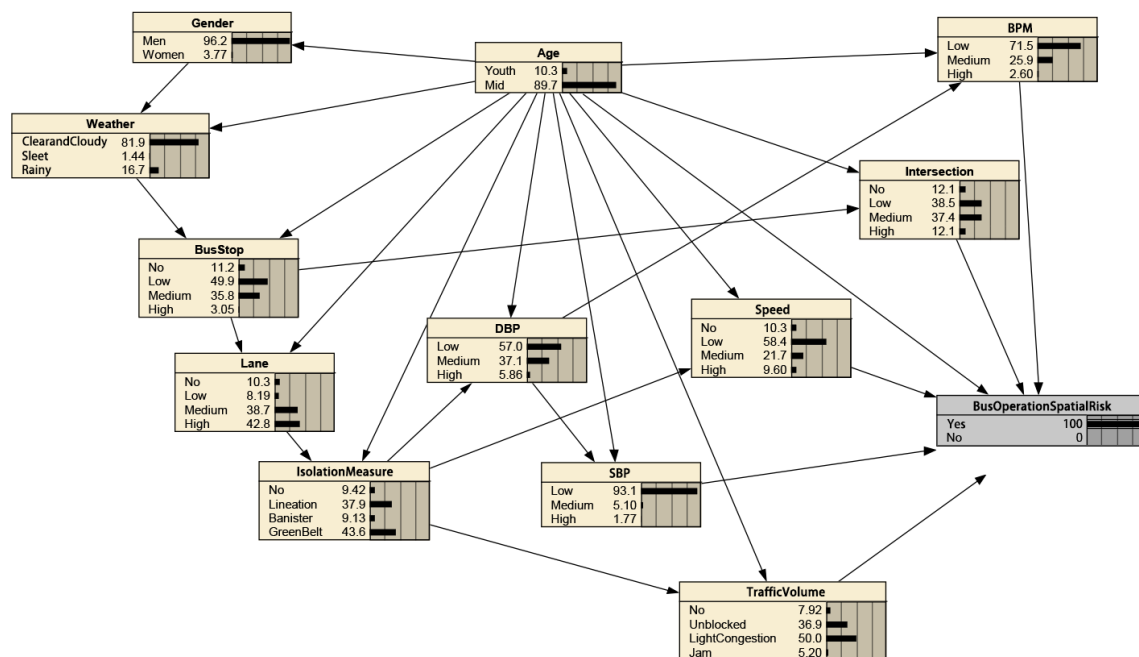 Gender
Men 96.2
Women 3.77
Age
Youth 10.3
Mid 89.7
BPM
Low 71.5
Medium 25.9
High 2.60
Weather
ClearandCloudy 81.9
Sleet 1.44
Rainy 16.7
Intersection
No 12.1
Low 38.5
Medium 37.4
High 12.1
BusStop
No 11.2
Low 49.9
Medium 35.8
High 3.05
Speed
No 10.3
Low 58.4
Medium 21.7
High 9.60
DBP
Low 57.0
Medium 37.1
High 5.86
Lane
No 10.3
Low 8.19
Medium 38.7
High 42.8
BusOperationSpatialRisk
Yes 100
No 0
IsolationMeasure
No 9.42
Lineation 37.9
Banister 9.13
GreenBelt 43.6
SBP
Low 93.1
Medium 5.10
High 1.77
TrafficVolume
No 7.92
Unblocked 36.9
LightCongestion 50.0
Jam 5.20